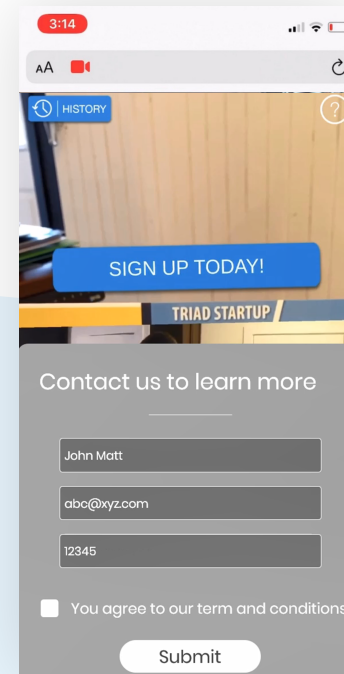 3:14
AA
HISTORY
?
SIGN UP TODAY!
TRIAD STARTUP
Contact us to learn more
John Matt
abc@xyz.com
12345
You agree to our term and conditions
Submit